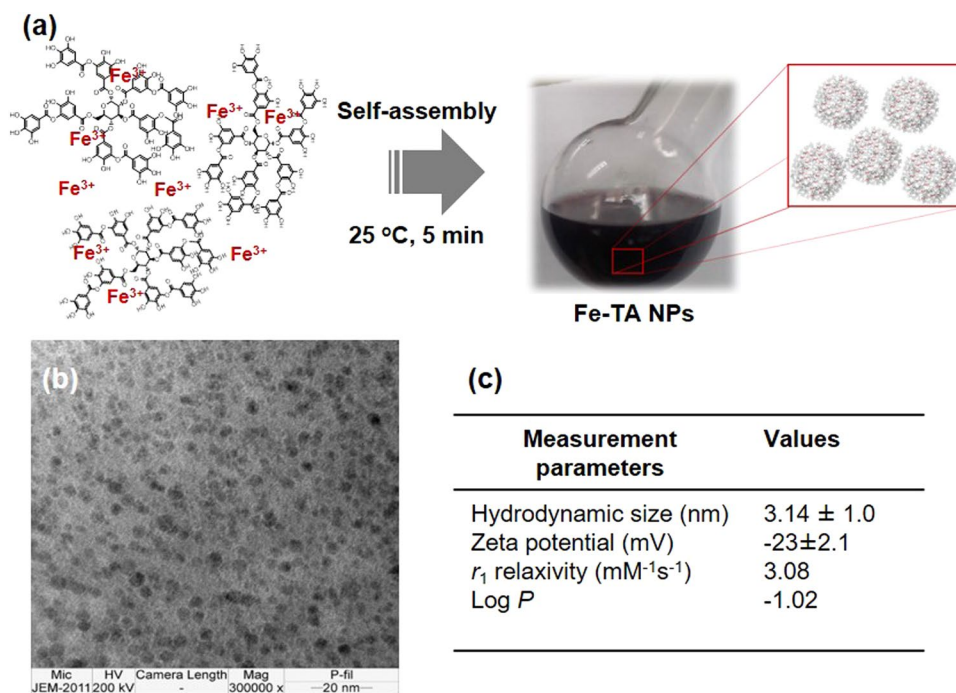 (a)
Fe3+
Fe3+
Fe3+
Fe3+
Fe3+
Fe3+
Fe3+
Fe3+
Fe3+
Self-assembly
25 °C, 5 min
Fe-TA NPs
(b)
Mic HV Camera Length Mag P-fil
JEM-2011 200 kV - 300000 x 20 nm
(c)
Measurement parameters Values
Hydrodynamic size (nm) 3.14 ± 1.0
Zeta potential (mV) -23±2.1
r1 relaxivity (mM-1s-1) 3.08
Log P -1.02